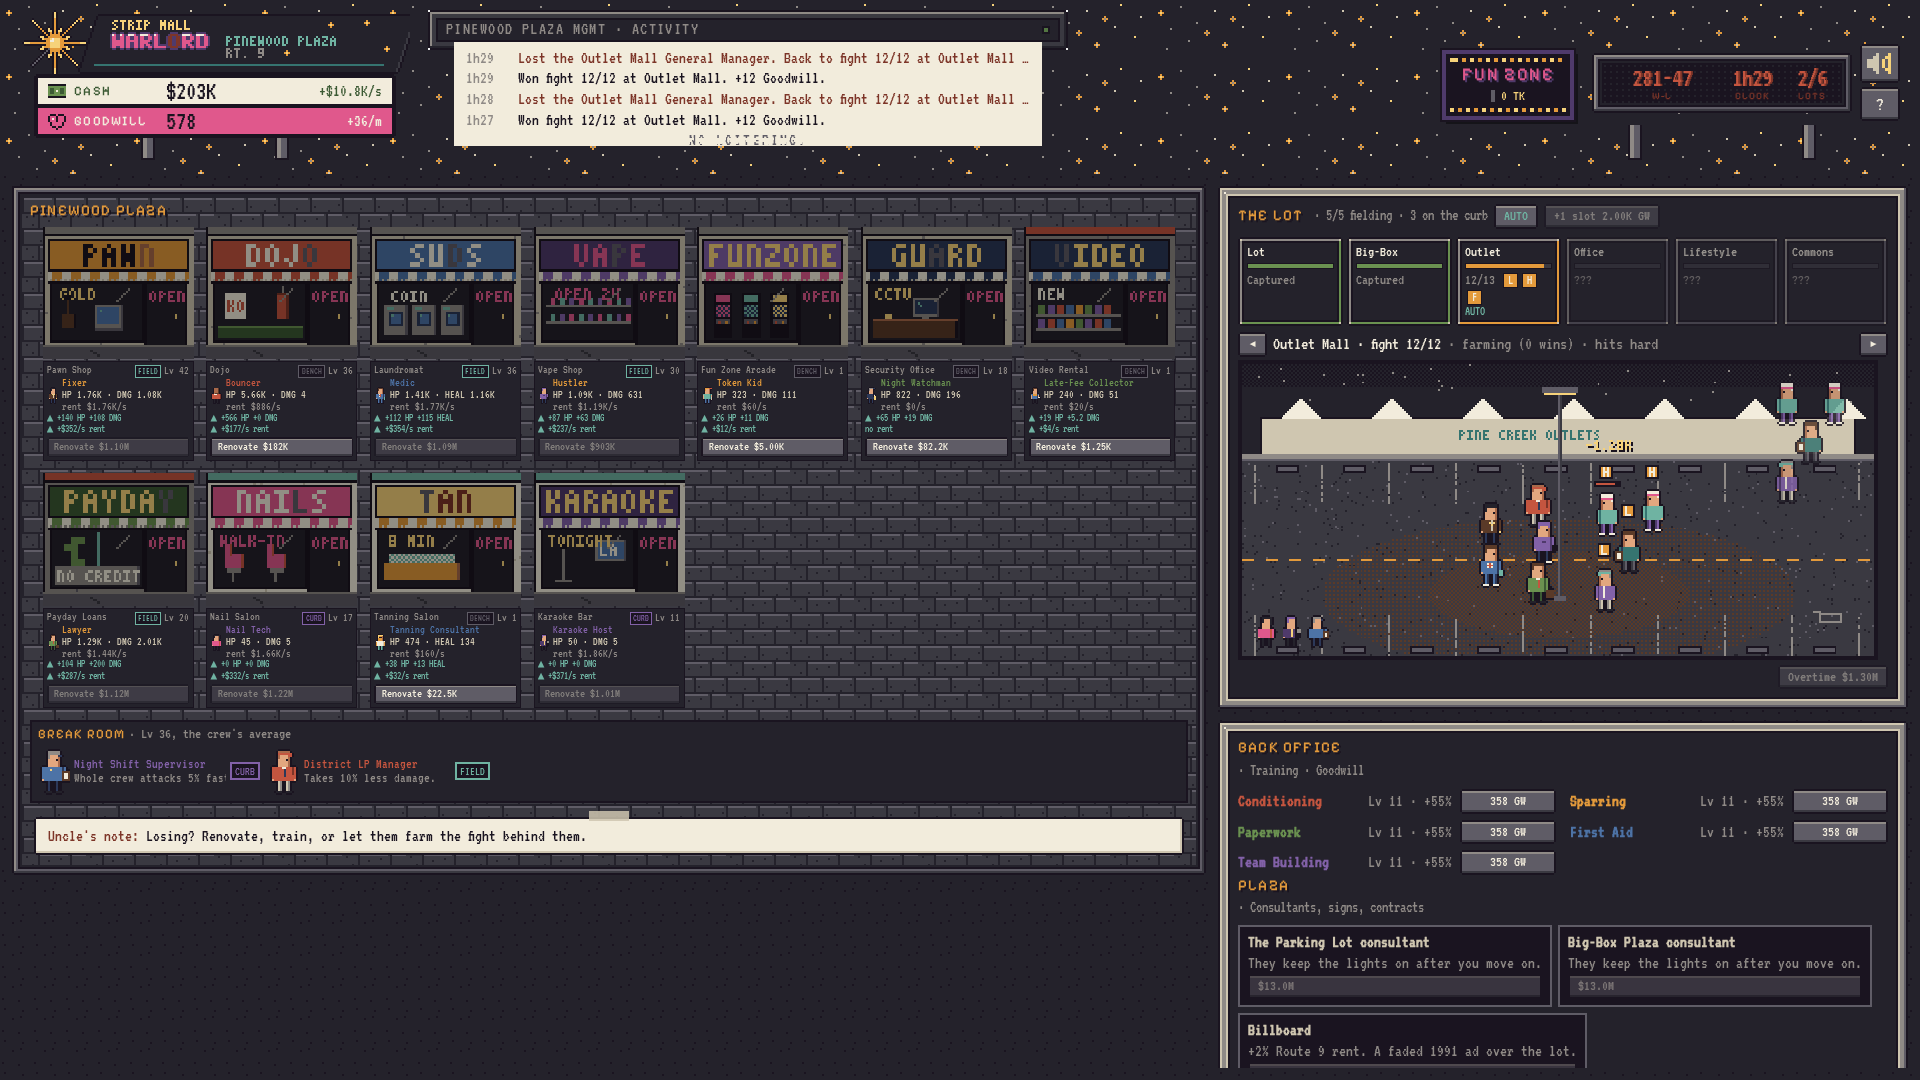 STRIP MALL
WARLORD
PINEWOOD PLAZA
RT. 9
CASH $203K +$10.8K/s
GOODWILL 578 +36/m
PINEWOOD PLAZA MGMT · ACTIVITY
1h29 Lost the Outlet Mall General Manager. Back to fight 12/12 at Outlet Mall …
1h29 Won fight 12/12 at Outlet Mall. +12 Goodwill.
1h28 Lost the Outlet Mall General Manager. Back to fight 12/12 at Outlet Mall …
1h27 Won fight 12/12 at Outlet Mall. +12 Goodwill.
NO LOITERING.
FUN ZONE
0 TK
281-47 1h29 2/6
W-L CLOCK LOTS
?
PINEWOOD PLAZA
PAWN DOJO SUDS VAPE FUNZONE GUARD VIDEO
GOLD OPEN KO OPEN COIN OPEN OPEN 24 OPEN OPEN CCTV OPEN NEW OPEN
Pawn Shop FIELD Lv 42
Fixer
HP 1.76K · DMG 1.08K
rent $1.76K/s
▲ +140 HP +108 DMG
▲ +$352/s rent
Renovate $1.10M
Dojo BENCH Lv 36
Bouncer
HP 5.66K · DMG 4
rent $886/s
▲ +566 HP +0 DMG
▲ +$177/s rent
Renovate $182K
Laundromat FIELD Lv 36
Medic
HP 1.41K · HEAL 1.16K
rent $1.77K/s
▲ +112 HP +115 HEAL
▲ +$354/s rent
Renovate $1.09M
Vape Shop FIELD Lv 30
Hustler
HP 1.09K · DMG 631
rent $1.19K/s
▲ +87 HP +63 DMG
▲ +$237/s rent
Renovate $903K
Fun Zone Arcade BENCH Lv 1
Token Kid
HP 323 · DMG 111
rent $60/s
▲ +26 HP +11 DMG
▲ +$12/s rent
Renovate $5.00K
Security Office BENCH Lv 18
Night Watchman
HP 822 · DMG 196
rent $0/s
▲ +65 HP +19 DMG
no rent
Renovate $82.2K
Video Rental BENCH Lv 1
Late-Fee Collector
HP 240 · DMG 51
rent $20/s
▲ +19 HP +5.2 DMG
▲ +$4/s rent
Renovate $1.25K
PAYDAY NAILS TAN KARAOKE
NO CREDIT OPEN WALK-IN OPEN 8 MIN OPEN TONIGHT LA OPEN
Payday Loans FIELD Lv 20
Lawyer
HP 1.29K · DMG 2.01K
rent $1.44K/s
▲ +104 HP +200 DMG
▲ +$287/s rent
Renovate $1.12M
Nail Salon CURB Lv 17
Nail Tech
HP 45 · DMG 5
rent $1.66K/s
▲ +0 HP +0 DMG
▲ +$332/s rent
Renovate $1.22M
Tanning Salon BENCH Lv 1
Tanning Consultant
HP 474 · HEAL 134
rent $160/s
▲ +38 HP +13 HEAL
▲ +$32/s rent
Renovate $22.5K
Karaoke Bar CURB Lv 11
Karaoke Host
HP 50 · DMG 5
rent $1.86K/s
▲ +0 HP +0 DMG
▲ +$371/s rent
Renovate $1.01M
BREAK ROOM · Lv 36, the crew's average
Night Shift Supervisor
Whole crew attacks 5% fast
CURB
District LP Manager
Takes 10% less damage.
FIELD
Uncle's note: Losing? Renovate, train, or let them farm the fight behind them.
THE LOT · 5/5 fielding · 3 on the curb AUTO +1 slot 2.00K GW
Lot
Captured
Big-Box
Captured
Outlet
12/13 L H
F
AUTO
Office
???
Lifestyle
???
Commons
???
◄ Outlet Mall · fight 12/12 · farming (0 wins) · hits hard ►
PINE CREEK OUTLETS
H H
L
L
Overtime $1.30M
BACK OFFICE
· Training · Goodwill
Conditioning Lv 11 · +55% 358 GW
Sparring Lv 11 · +55% 358 GW
Paperwork Lv 11 · +55% 358 GW
First Aid Lv 11 · +55% 358 GW
Team Building Lv 11 · +55% 358 GW
PLAZA
· Consultants, signs, contracts
The Parking Lot consultant
They keep the lights on after you move on.
$13.0M
Big-Box Plaza consultant
They keep the lights on after you move on.
$13.0M
Billboard
+2% Route 9 rent. A faded 1991 ad over the lot.